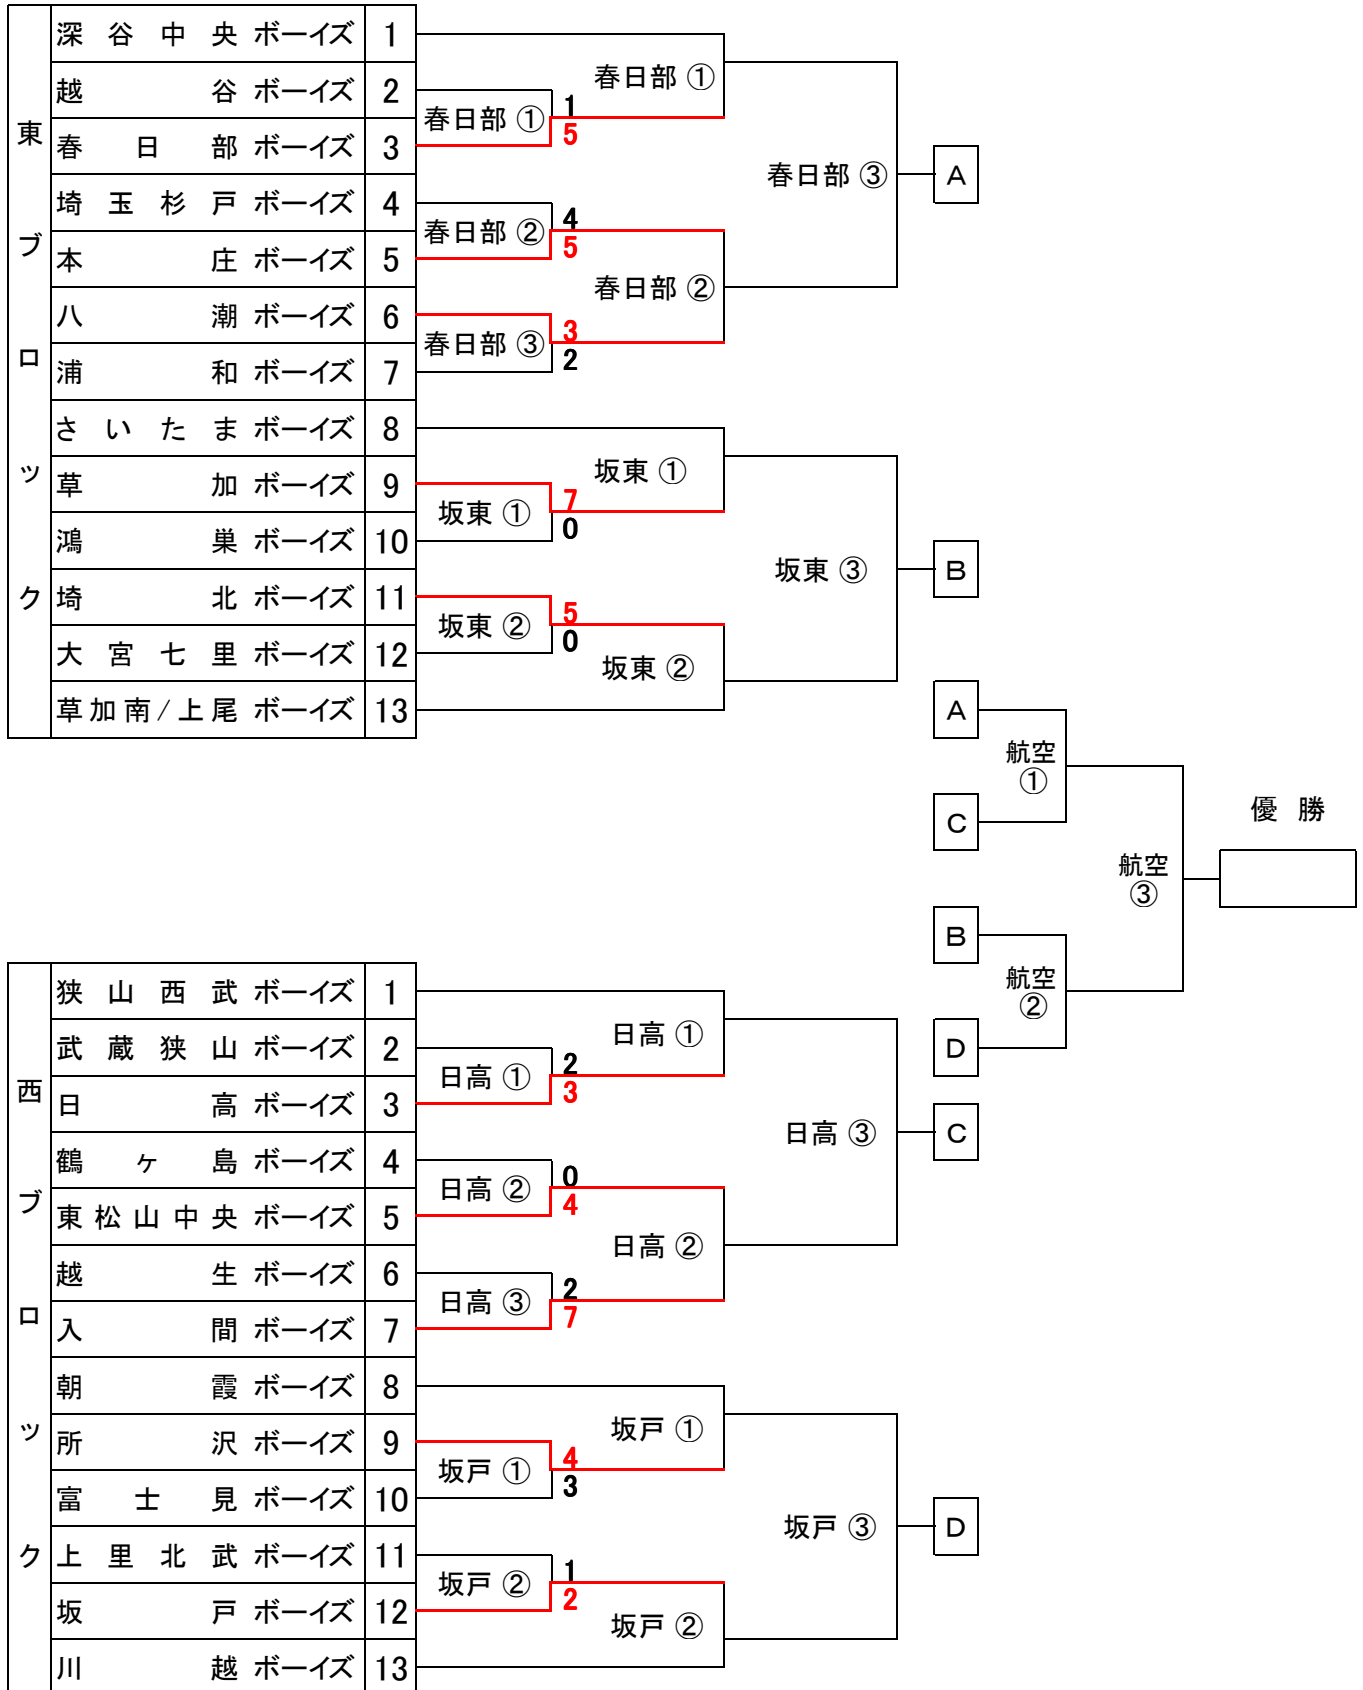 東ブロック
深谷中央ボーイズ 1
越谷ボーイズ 2
春日部ボーイズ 3
埼玉杉戸ボーイズ 4
本庄ボーイズ 5
八潮ボーイズ 6
浦和ボーイズ 7
さいたまボーイズ 8
草加ボーイズ 9
鴻巣ボーイズ 10
埼北ボーイズ 11
大宮七里ボーイズ 12
草加南/上尾ボーイズ 13
春日部 ①
1
5
春日部 ②
4
5
春日部 ③
3
2
坂東 ①
7
0
坂東 ②
5
0
春日部 ①
春日部 ②
坂東 ①
坂東 ②
春日部 ③
坂東 ③
A
B
A
C
航空
①
B
D
航空
②
航空
③
優勝
西ブロック
狭山西武ボーイズ 1
武蔵狭山ボーイズ 2
日高ボーイズ 3
鶴ヶ島ボーイズ 4
東松山中央ボーイズ 5
越生ボーイズ 6
入間ボーイズ 7
朝霞ボーイズ 8
所沢ボーイズ 9
富士見ボーイズ 10
上里北武ボーイズ 11
坂戸ボーイズ 12
川越ボーイズ 13
日高 ①
2
3
日高 ②
0
4
日高 ③
2
7
坂戸 ①
4
3
坂戸 ②
1
2
日高 ①
日高 ②
坂戸 ①
坂戸 ②
日高 ③
坂戸 ③
C
D